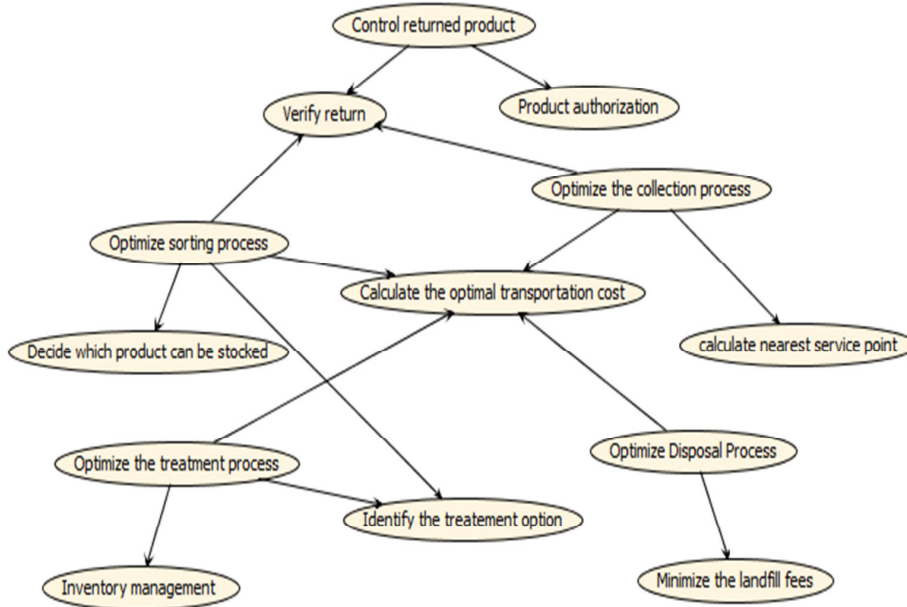 Control returned product
Product authorization
Verify return
Optimize the collection process
Optimize sorting process
Calculate the optimal transportation cost
Decide which product can be stocked
calculate nearest service point
Optimize the treatment process
Optimize Disposal Process
Identify the treatement option
Inventory management
Minimize the landfill fees